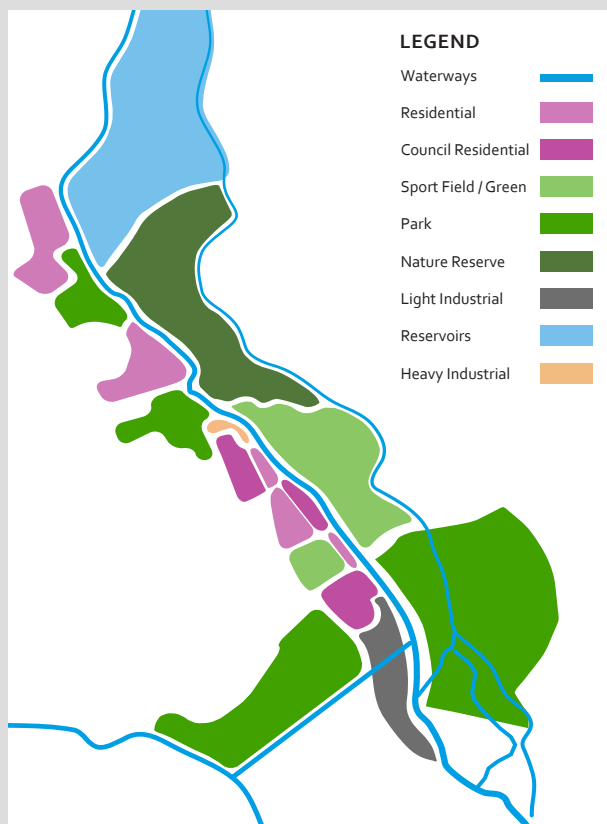 LEGEND
Waterways
Residential
Council Residential
Sport Field / Green
Park
Nature Reserve
Light Industrial
Reservoirs
Heavy Industrial